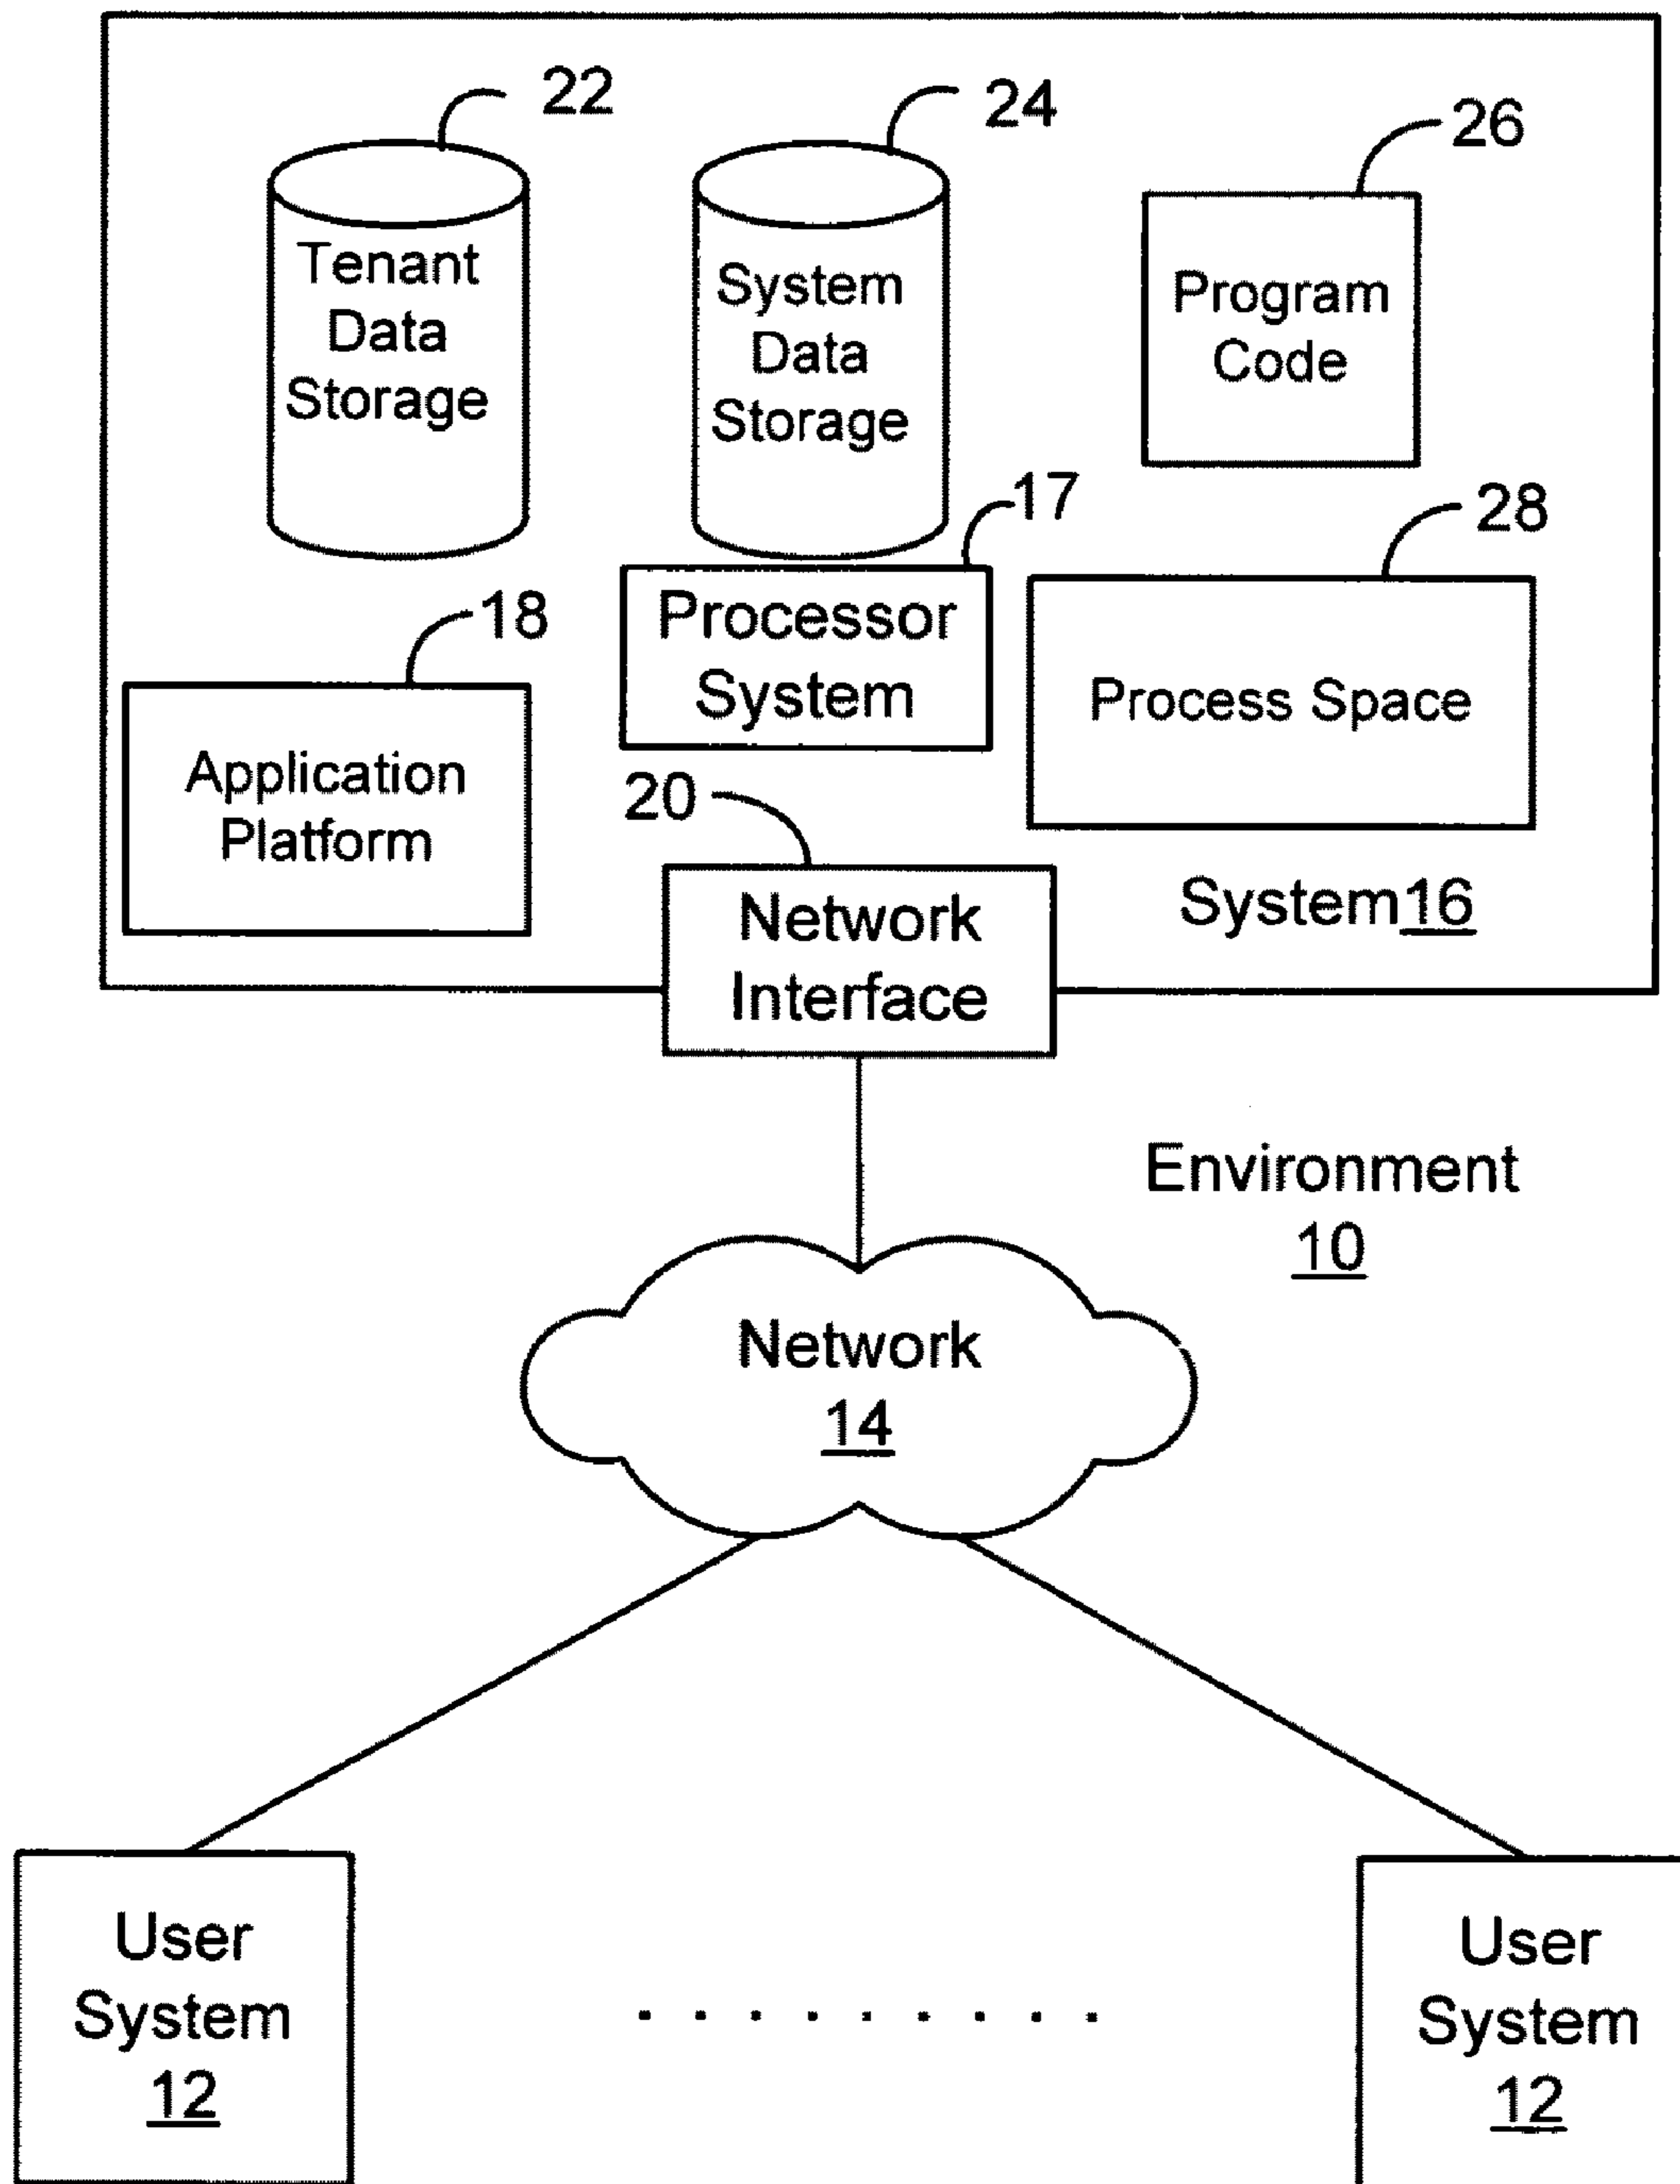 22
24
26
Tenant
Data
Storage
System
Data
Storage
Program
Code
17
28
18
Processor
System
Process Space
Application
Platform
20
System16
Network
Interface
Environment
10
Network
14
User
System
12
User
System
12